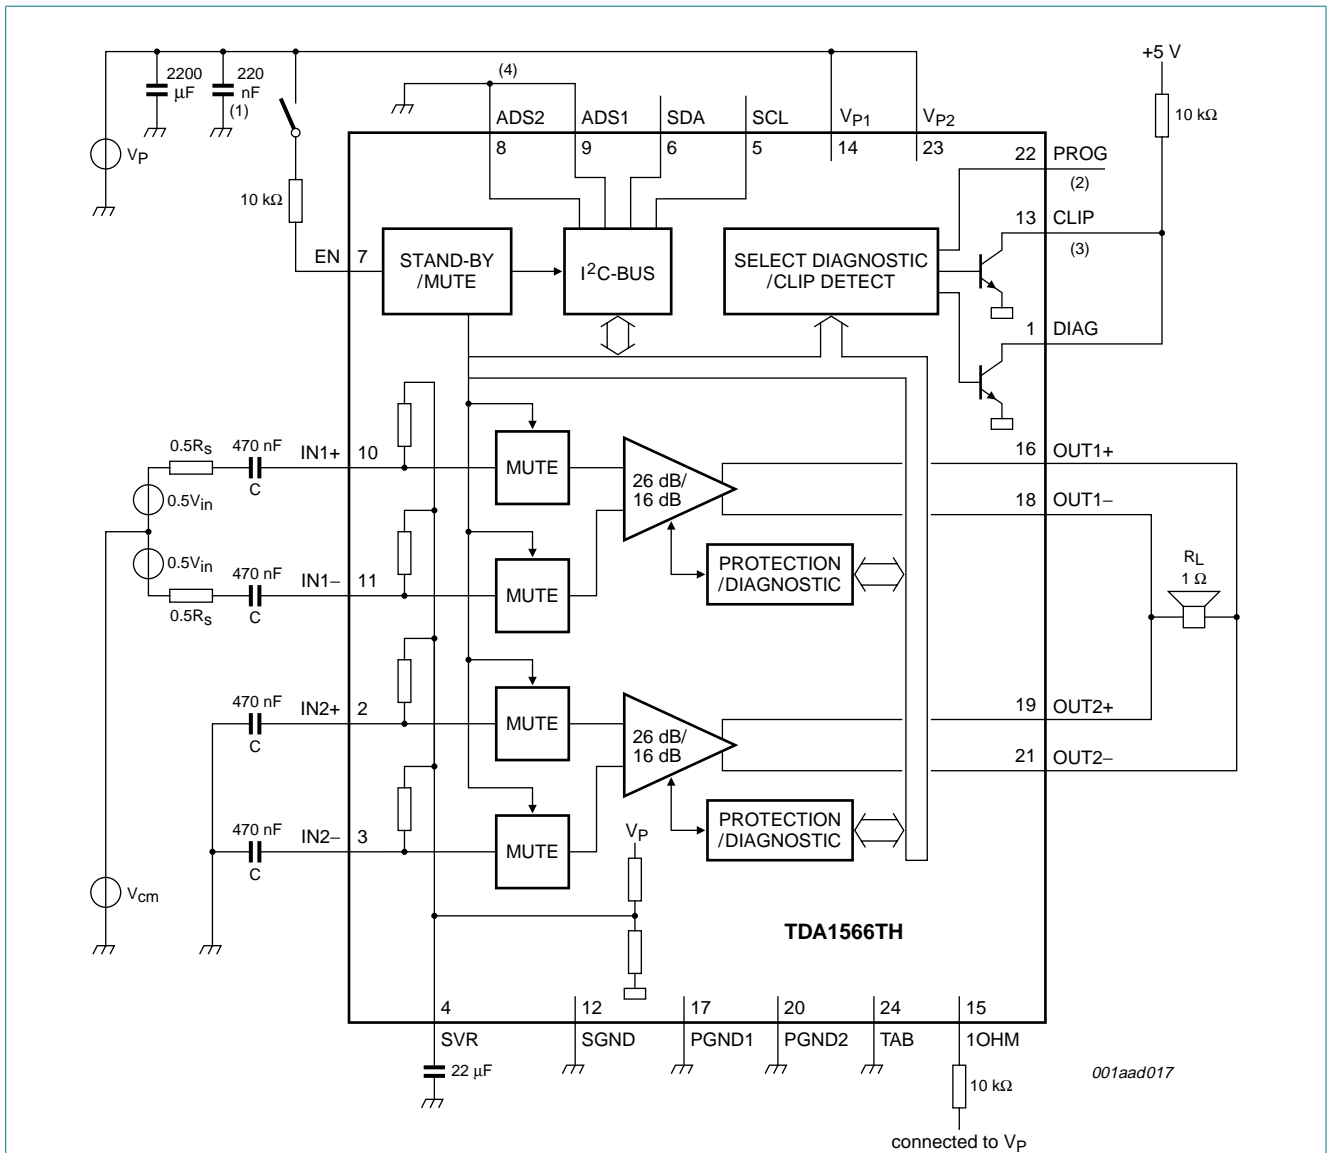 +5 V
2200
μF
220
nF
(1)
(4)
10 kΩ
ADS2
ADS1
SDA
SCL
VP1
VP2
8
9
6
5
14
23
22
PROG
(2)
VP
10 kΩ
13
CLIP
(3)
EN
7
STAND-BY
/MUTE
I2C-BUS
SELECT DIAGNOSTIC
/CLIP DETECT
1
DIAG
0.5Rs
470 nF
C
IN1+
10
MUTE
26 dB/
16 dB
16
OUT1+
0.5Vin
18
OUT1−
0.5Vin
0.5Rs
470 nF
C
IN1−
11
MUTE
PROTECTION
/DIAGNOSTIC
RL
1 Ω
470 nF
C
IN2+
2
MUTE
26 dB/
16 dB
19
OUT2+
21
OUT2−
470 nF
C
IN2−
3
MUTE
VP
PROTECTION
/DIAGNOSTIC
Vcm
TDA1566TH
4
12
17
20
24
15
SVR
SGND
PGND1
PGND2
TAB
1OHM
22 μF
10 kΩ
001aad017
connected to VP